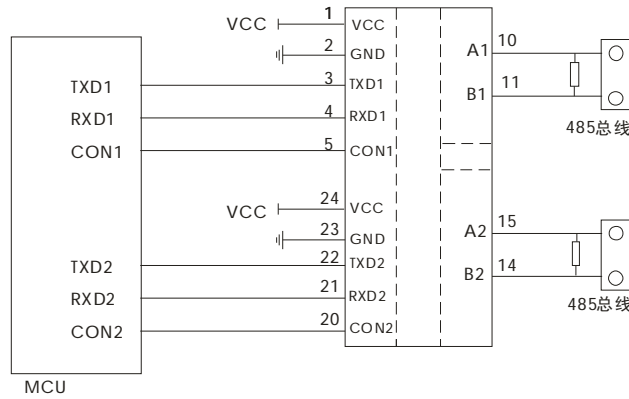 VCC 1 VCC
2 GND
TXD1 3 TXD1
RXD1 4 RXD1
CON1 5 CON1
A1 10
B1 11
485总线
VCC 24 VCC
23 GND
TXD2 22 TXD2
RXD2 21 RXD2
CON2 20 CON2
A2 15
B2 14
485总线
MCU